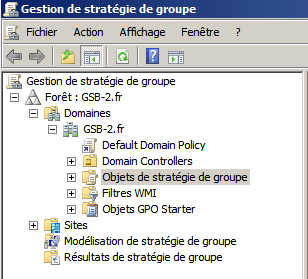 Gestion de stratégie de groupe
Fichier Action Affichage Fenêtre ?
Gestion de stratégie de groupe
Forêt : GSB-2.fr
Domaines
GSB-2.fr
Default Domain Policy
Domain Controllers
Objets de stratégie de groupe
Filtres WMI
Objets GPO Starter
Sites
Modélisation de stratégie de groupe
Résultats de stratégie de groupe